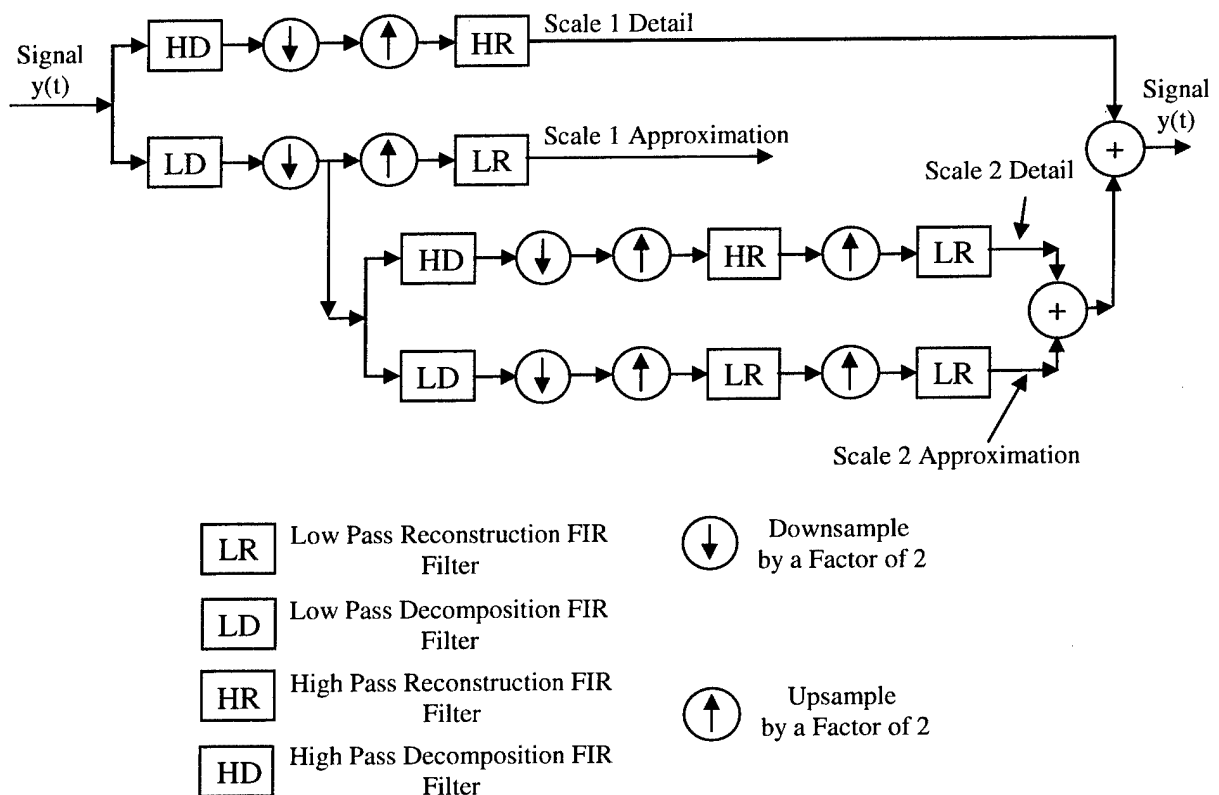 Signal
y(t)
HD
HR
Scale 1 Detail
LD
LR
Scale 1 Approximation
Signal
y(t)
+
Scale 2 Detail
HD
HR
LR
+
LD
LR
LR
Scale 2 Approximation
LR
Low Pass Reconstruction FIR
Filter
Downsample
by a Factor of 2
LD
Low Pass Decomposition FIR
Filter
HR
High Pass Reconstruction FIR
Filter
Upsample
by a Factor of 2
HD
High Pass Decomposition FIR
Filter